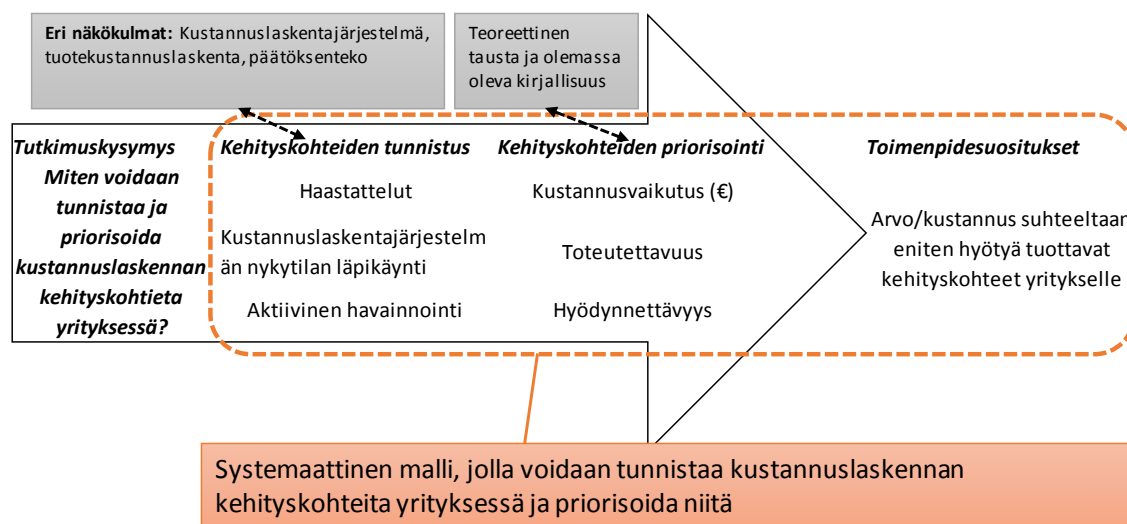 Eri näkökulmat: Kustannuslaskentajärjestelmä,
tuotekustannuslaskenta, päätöksenteko
Teoreettinen
tausta ja olemassa
oleva kirjallisuus
Tutkimuskysymys
Miten voidaan
tunnistaa ja
priorisoida
kustannuslaskennan
kehityskohtieta
yrityksessä?
Kehityskohteiden tunnistus
Haastattelut
Kustannuslaskentajärjestelm
än nykytilan läpikäynti
Aktiivinen havainnointi
Kehityskohteiden priorisointi
Kustannusvaikutus (€)
Toteutettavuus
Hyödynnettävyys
Toimenpidesuositukset
Arvo/kustannus suhteeltaan
eniten hyötyä tuottavat
kehityskohteet yritykselle
Systemaattinen malli, jolla voidaan tunnistaa kustannuslaskennan
kehityskohteita yrityksessä ja priorisoida niitä